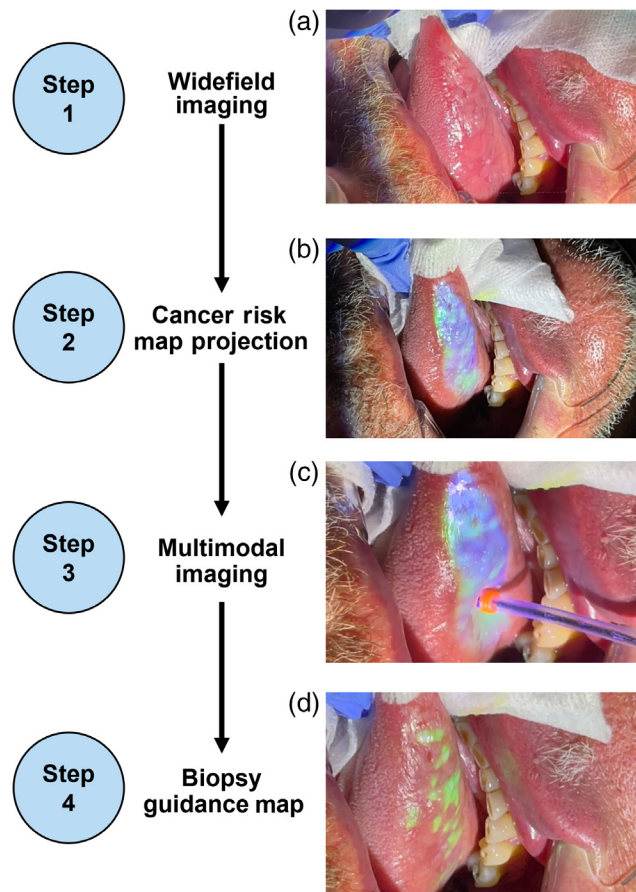 (a)
Step
1
Widefield
imaging
(b)
Step
2
Cancer risk
map projection
(c)
Step
3
Multimodal
imaging
(d)
Step
4
Biopsy
guidance map